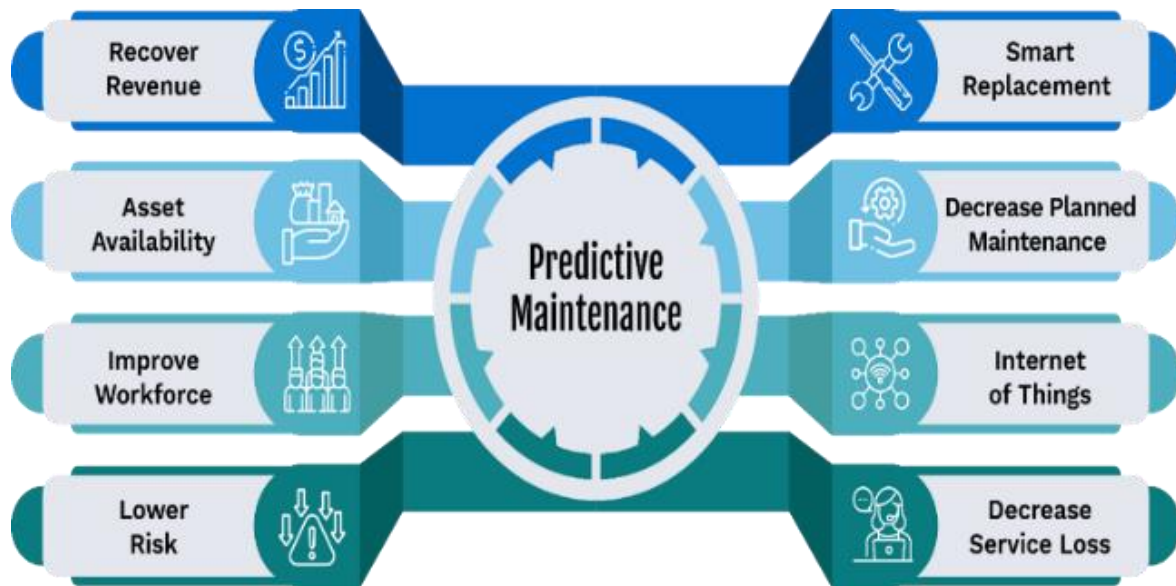 Recover
Revenue
Asset
Availability
Improve
Workforce
Lower
Risk
Predictive
Maintenance
Smart
Replacement
Decrease Planned
Maintenance
Internet
of Things
Decrease
Service Loss